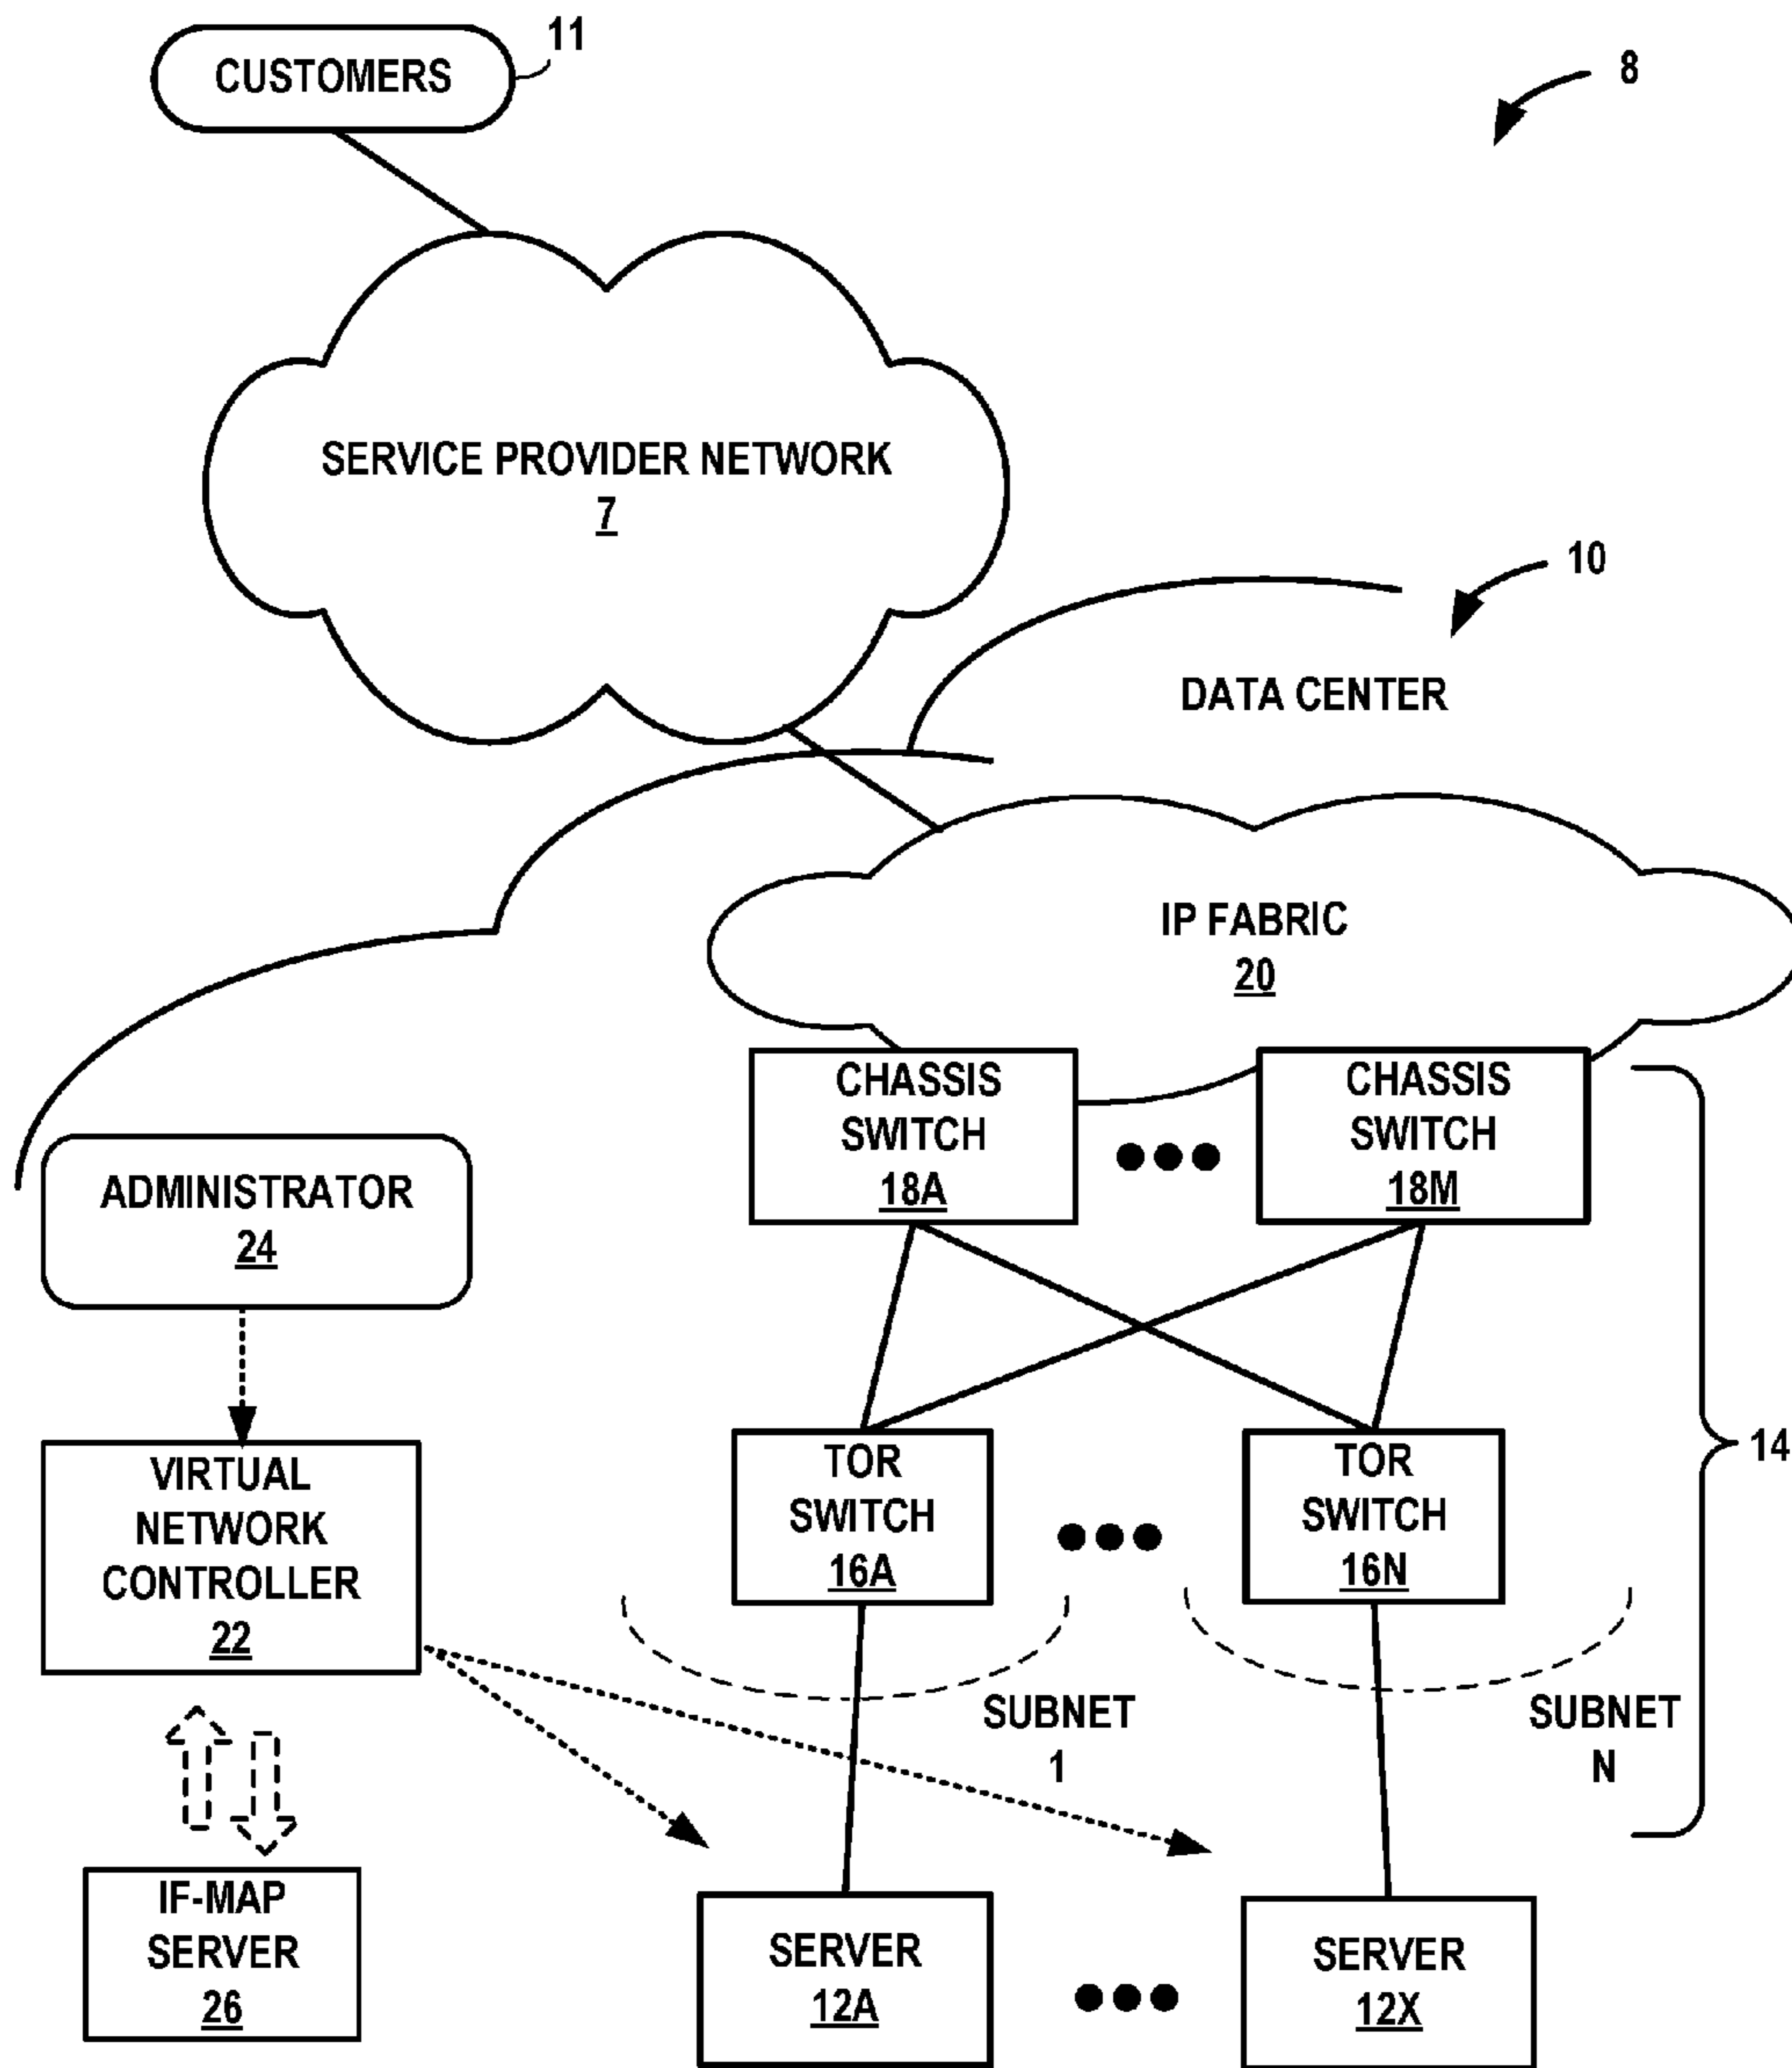 CUSTOMERS
11
8
SERVICE PROVIDER NETWORK
7
10
DATA CENTER
IP FABRIC
20
CHASSIS
SWITCH
18A
CHASSIS
SWITCH
18M
ADMINISTRATOR
24
VIRTUAL
NETWORK
CONTROLLER
22
TOR
SWITCH
16A
TOR
SWITCH
16N
14
SUBNET
1
SUBNET
N
IF-MAP
SERVER
26
SERVER
12A
SERVER
12X